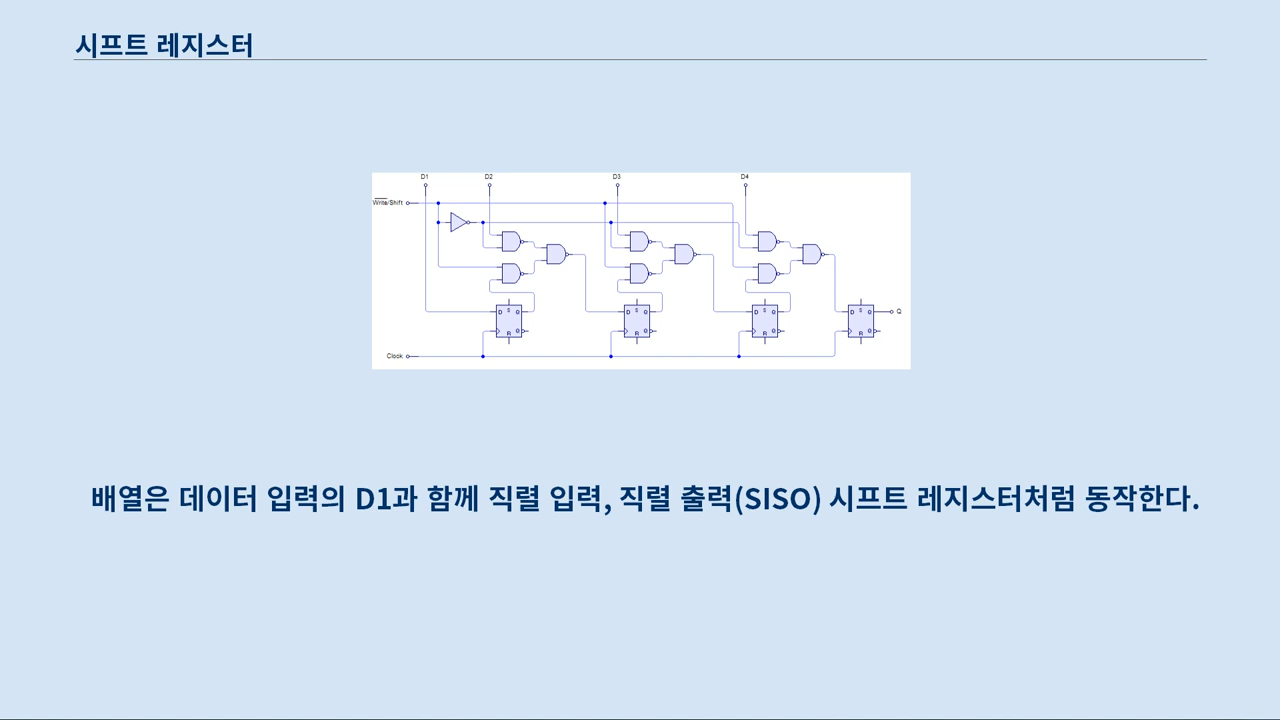 시프트 레지스터
D1 D2 D3 D4
Write/Shift
D S Q D S Q D S Q D S Q Q
R R R R
Clock
배열은 데이터 입력의 D1과 함께 직렬 입력, 직렬 출력(SISO) 시프트 레지스터처럼 동작한다.